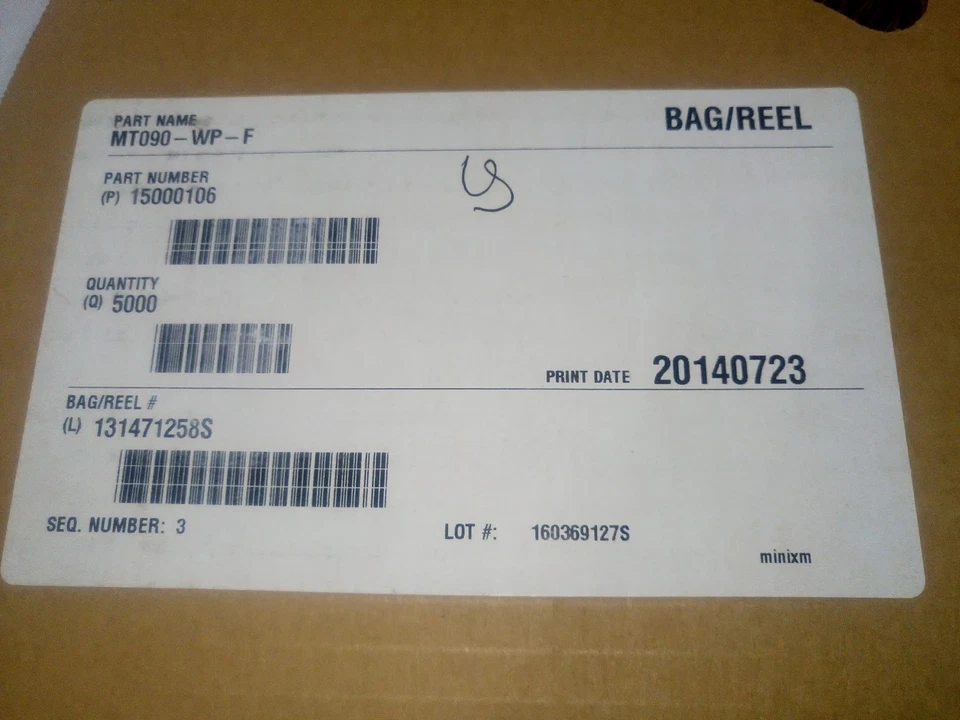 PART NAME
MT090-WP-F
BAG/REEL
PART NUMBER
(P) 15000106
QUANTITY
(Q) 5000
PRINT DATE 20140723
BAG/REEL #
(L) 131471258S
SEQ. NUMBER: 3
LOT #: 160369127S
minixm